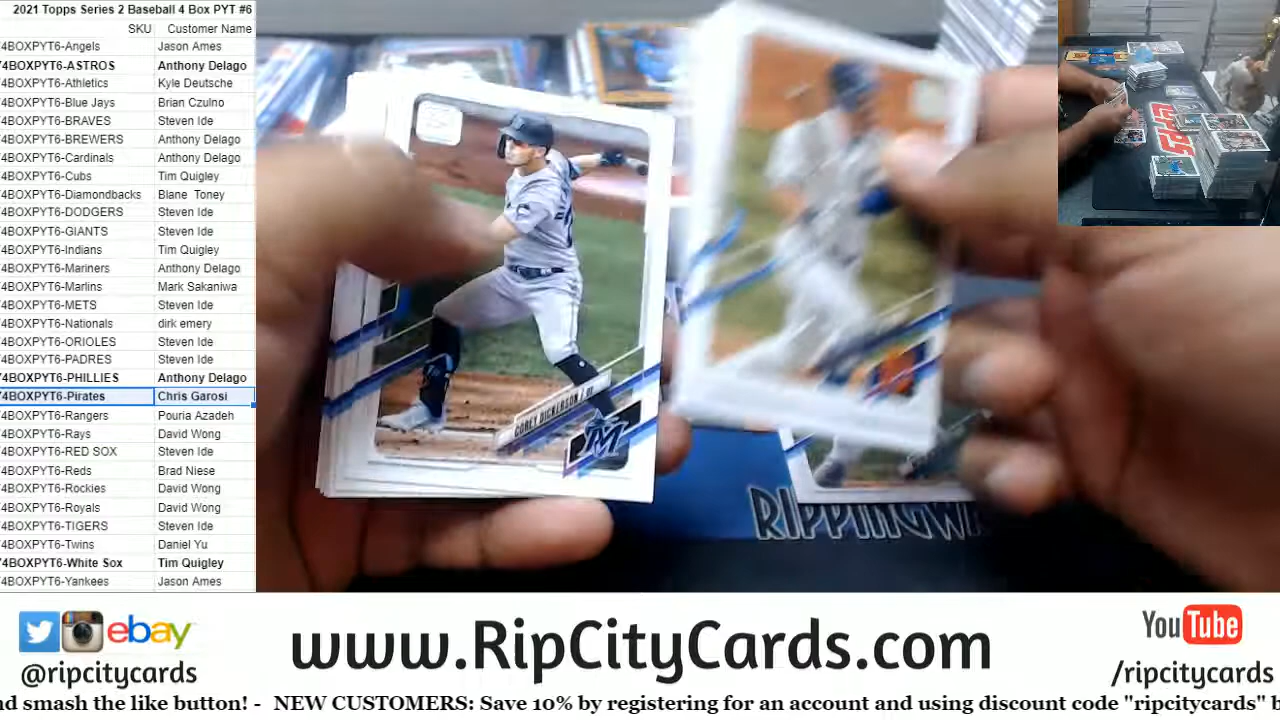 2021 Topps Series 2 Baseball 4 Box PYT #6
SKU Customer Name
4BOXPYT6-Angels Jason Ames
4BOXPYT6-ASTROS Anthony Delago
4BOXPYT6-Athletics Kyle Deutsche
4BOXPYT6-Blue Jays Brian Czulno
4BOXPYT6-BRAVES Steven Ide
4BOXPYT6-BREWERS Anthony Delago
4BOXPYT6-Cardinals Anthony Delago
4BOXPYT6-Cubs Tim Quigley
4BOXPYT6-Diamondbacks Blane Toney
4BOXPYT6-DODGERS Steven Ide
4BOXPYT6-GIANTS Steven Ide
4BOXPYT6-Indians Tim Quigley
4BOXPYT6-Mariners Anthony Delago
4BOXPYT6-Marlins Mark Sakaniwa
4BOXPYT6-METS Steven Ide
4BOXPYT6-Nationals dirk emery
4BOXPYT6-ORIOLES Steven Ide
4BOXPYT6-PADRES Steven Ide
4BOXPYT6-PHILLIES Anthony Delago
4BOXPYT6-Pirates Chris Garosi
4BOXPYT6-Rangers Pouria Azadeh
4BOXPYT6-Rays David Wong
4BOXPYT6-RED SOX Steven Ide
4BOXPYT6-Reds Brad Niese
4BOXPYT6-Rockies David Wong
4BOXPYT6-Royals David Wong
4BOXPYT6-TIGERS Steven Ide
4BOXPYT6-Twins Daniel Yu
4BOXPYT6-White Sox Tim Quigley
4BOXPYT6-Yankees Jason Ames
COREY DICKERSON
M
RIPPINGWA
ebay
@ripcitycards
www.RipCityCards.com
YouTube
/ripcitycards
nd smash the like button! - NEW CUSTOMERS: Save 10% by registering for an account and using discount code "ripcitycards" b